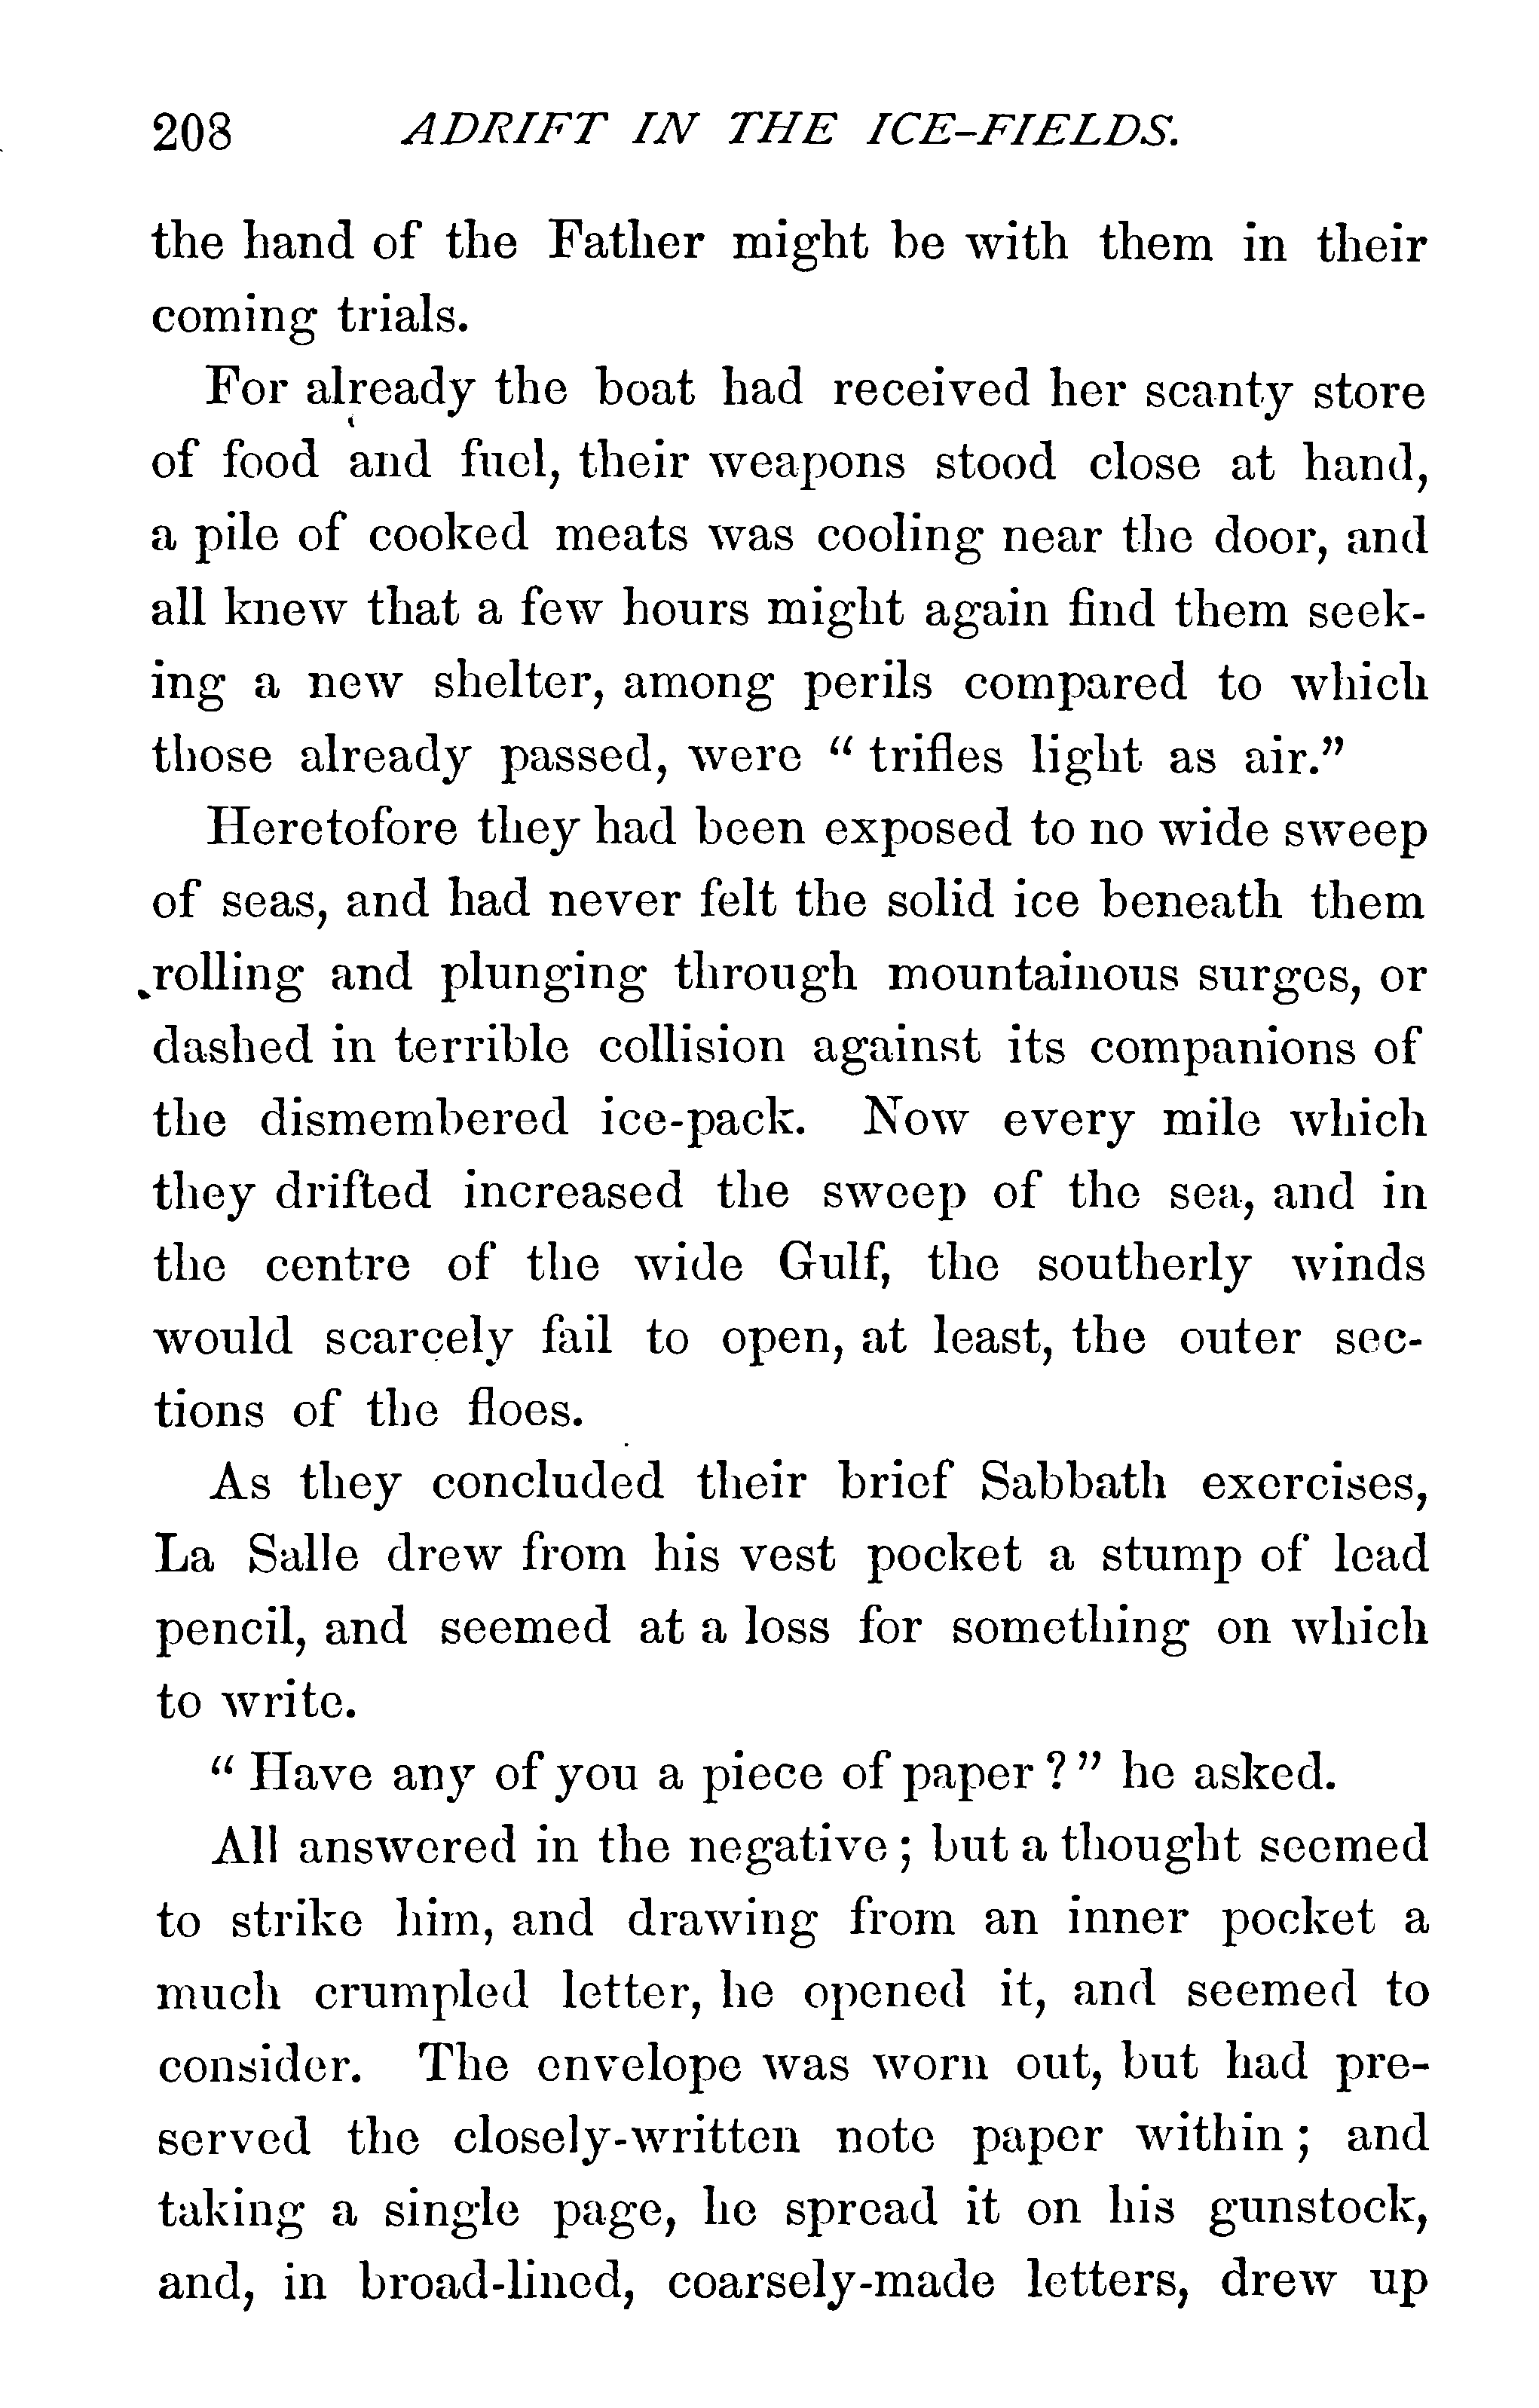 208 ADRIFT IN THE ICE-FIELDS.
the hand of the Father might be with them in their
coming trials.
For already the boat had received her scanty store
of food and fuel, their weapons stood close at hand,
a pile of cooked meats was cooling near the door, and
all knew that a few hours might again find them seek-
ing a new shelter, among perils compared to which
those already passed, were “ trifles light as air.”
Heretofore they had been exposed to no wide sweep
of seas, and had never felt the solid ice beneath them
rolling and plunging through mountainous surges, or
dashed in terrible collision against its companions of
the dismembered ice-pack. Now every mile which
they drifted increased the sweep of the sea, and in
the centre of the wide Gulf, the southerly winds
would scarcely fail to open, at least, the outer sec-
tions of the floes.
As they concluded their brief Sabbath exercises,
La Salle drew from his vest pocket a stump of lead
pencil, and seemed at a loss for something on which
to write.
“ Have any of you a piece of paper ? ” he asked.
All answered in the negative ; but a thought seemed
to strike him, and drawing from an inner pocket a
much crumpled letter, he opened it, and seemed to
consider. The envelope was worn out, but had pre-
served the closely-written note paper within ; and
taking a single page, he spread it on his gunstock,
and, in broad-lined, coarsely-made letters, drew up